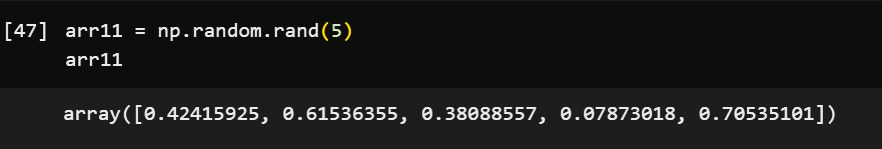 [47] arr11 = np.random.rand(5)
arr11
array([0.42415925, 0.61536355, 0.38088557, 0.07873018, 0.70535101])